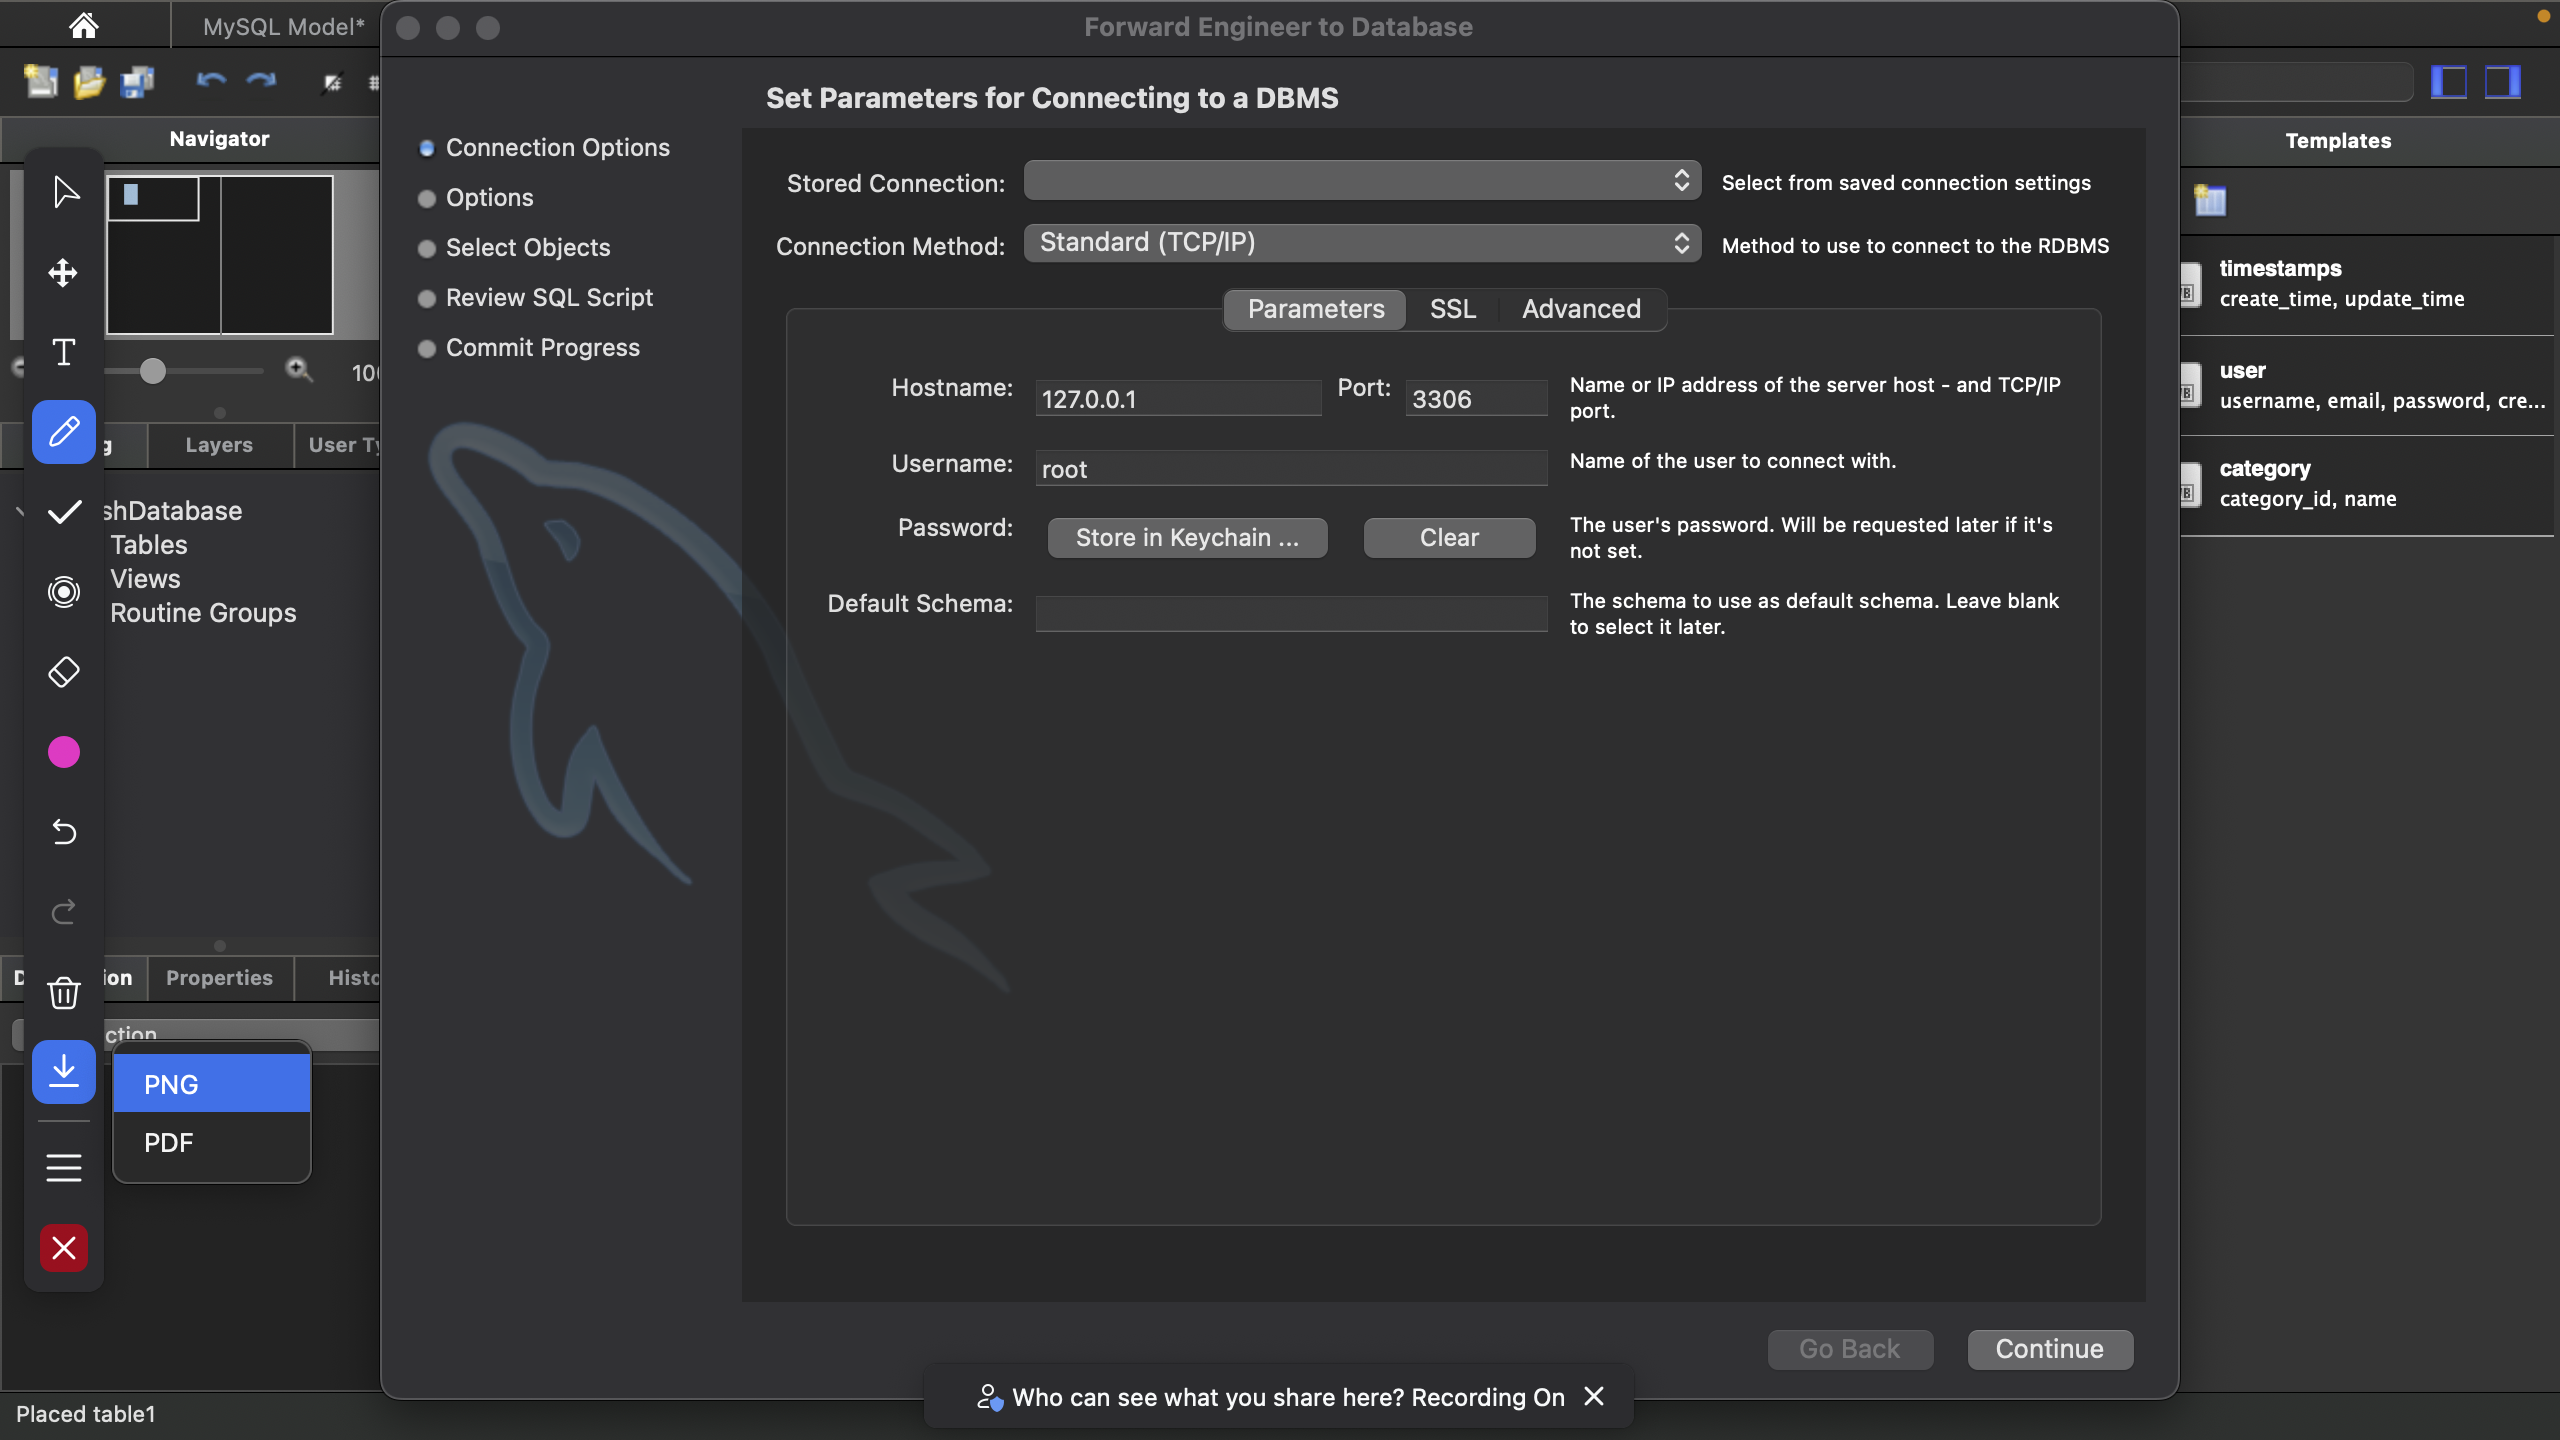 MySQL Model*
Forward Engineer to Database
Navigator
Layers
Tables
Views
Routine Groups
Properties
PNG
PDF
Placed table1
Set Parameters for Connecting to a DBMS
Connection Options
Options
Select Objects
Review SQL Script
Commit Progress
Stored Connection: Select from saved connection settings
Connection Method: Standard (TCP/IP) Method to use to connect to the RDBMS
Parameters SSL Advanced
Hostname: 127.0.0.1 Port: 3306 Name or IP address of the server host - and TCP/IP
port.
Username: root Name of the user to connect with.
Password: Store in Keychain ... Clear The user's password. Will be requested later if it's
not set.
Default Schema: The schema to use as default schema. Leave blank
to select it later.
Go Back Continue
Who can see what you share here? Recording On
Templates
timestamps
create_time, update_time
user
username, email, password, cre...
category
category_id, name